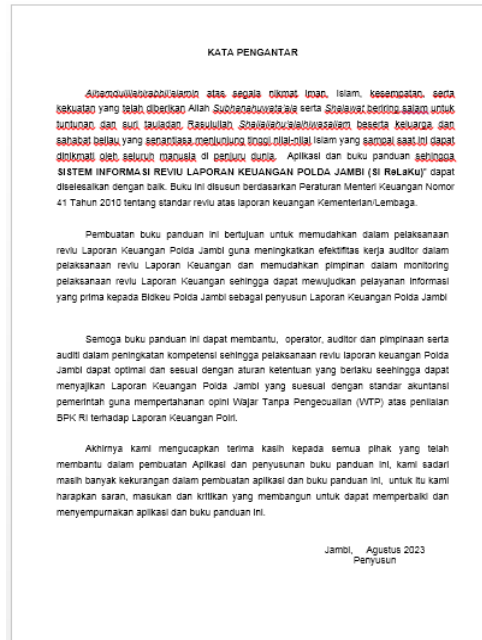 KATA PENGANTAR
Alhamdulillahirabbil'alamin atas segala nikmat iman, Islam, kesempatan, serta
kekuatan yang telah diberikan Allah Subhanahuwata'ala serta Shalawat beriring salam untuk
tuntunan dan suri tauladan Rasulullah Shallallahu'alaihiwasallam beserta keluarga dan
sahabat beliau yang senantiasa menjunjung tinggi nilai-nilai Islam yang sampai saat ini dapat
dinikmati oleh seluruh manusia di penjuru dunia. Aplikasi dan buku panduan sehingga
SISTEM INFORMASI REVIU LAPORAN KEUANGAN POLDA JAMBI (SI ReLaKu)" dapat
diselesaikan dengan baik. Buku ini disusun berdasarkan Peraturan Menteri Keuangan Nomor
41 Tahun 2010 tentang standar reviu atas laporan keuangan Kementerian/Lembaga.
Pembuatan buku panduan ini bertujuan untuk memudahkan dalam pelaksanaan
reviu Laporan Keuangan Polda Jambi guna meningkatkan efektifitas kerja auditor dalam
pelaksanaan reviu Laporan Keuangan dan memudahkan pimpinan dalam monitoring
pelaksanaan reviu Laporan Keuangan sehingga dapat mewujudkan pelayanan informasi
yang prima kepada Bidkeu Polda Jambi sebagai penyusun Laporan Keuangan Polda Jambi
Semoga buku panduan ini dapat membantu, operator, auditor dan pimpinaan serta
auditi dalam peningkatan kompetensi sehingga pelaksanaan reviu laporan keuangan Polda
Jambi dapat optimal dan sesuai dengan aturan ketentuan yang berlaku seehingga dapat
menyajikan Laporan Keuangan Polda Jambi yang suesuai dengan standar akuntansi
pemerintah guna mempertahankan opini Wajar Tanpa Pengecualian (WTP) atas penilaian
BPK RI terhadap Laporan Keuangan Polri.
Akhirnya kami mengucapkan terima kasih kepada semua pihak yang telah
membantu dalam pembuatan Aplikasi dan penyusunan buku panduan ini, kami sadari
masih banyak kekurangan dalam pembuatan aplikasi dan buku panduan ini, untuk itu kami
harapkan saran, masukan dan kritikan yang membangun untuk dapat memperbaiki dan
menyempurnakan aplikasi dan buku panduan ini.
Jambi, Agustus 2023
Penyusun